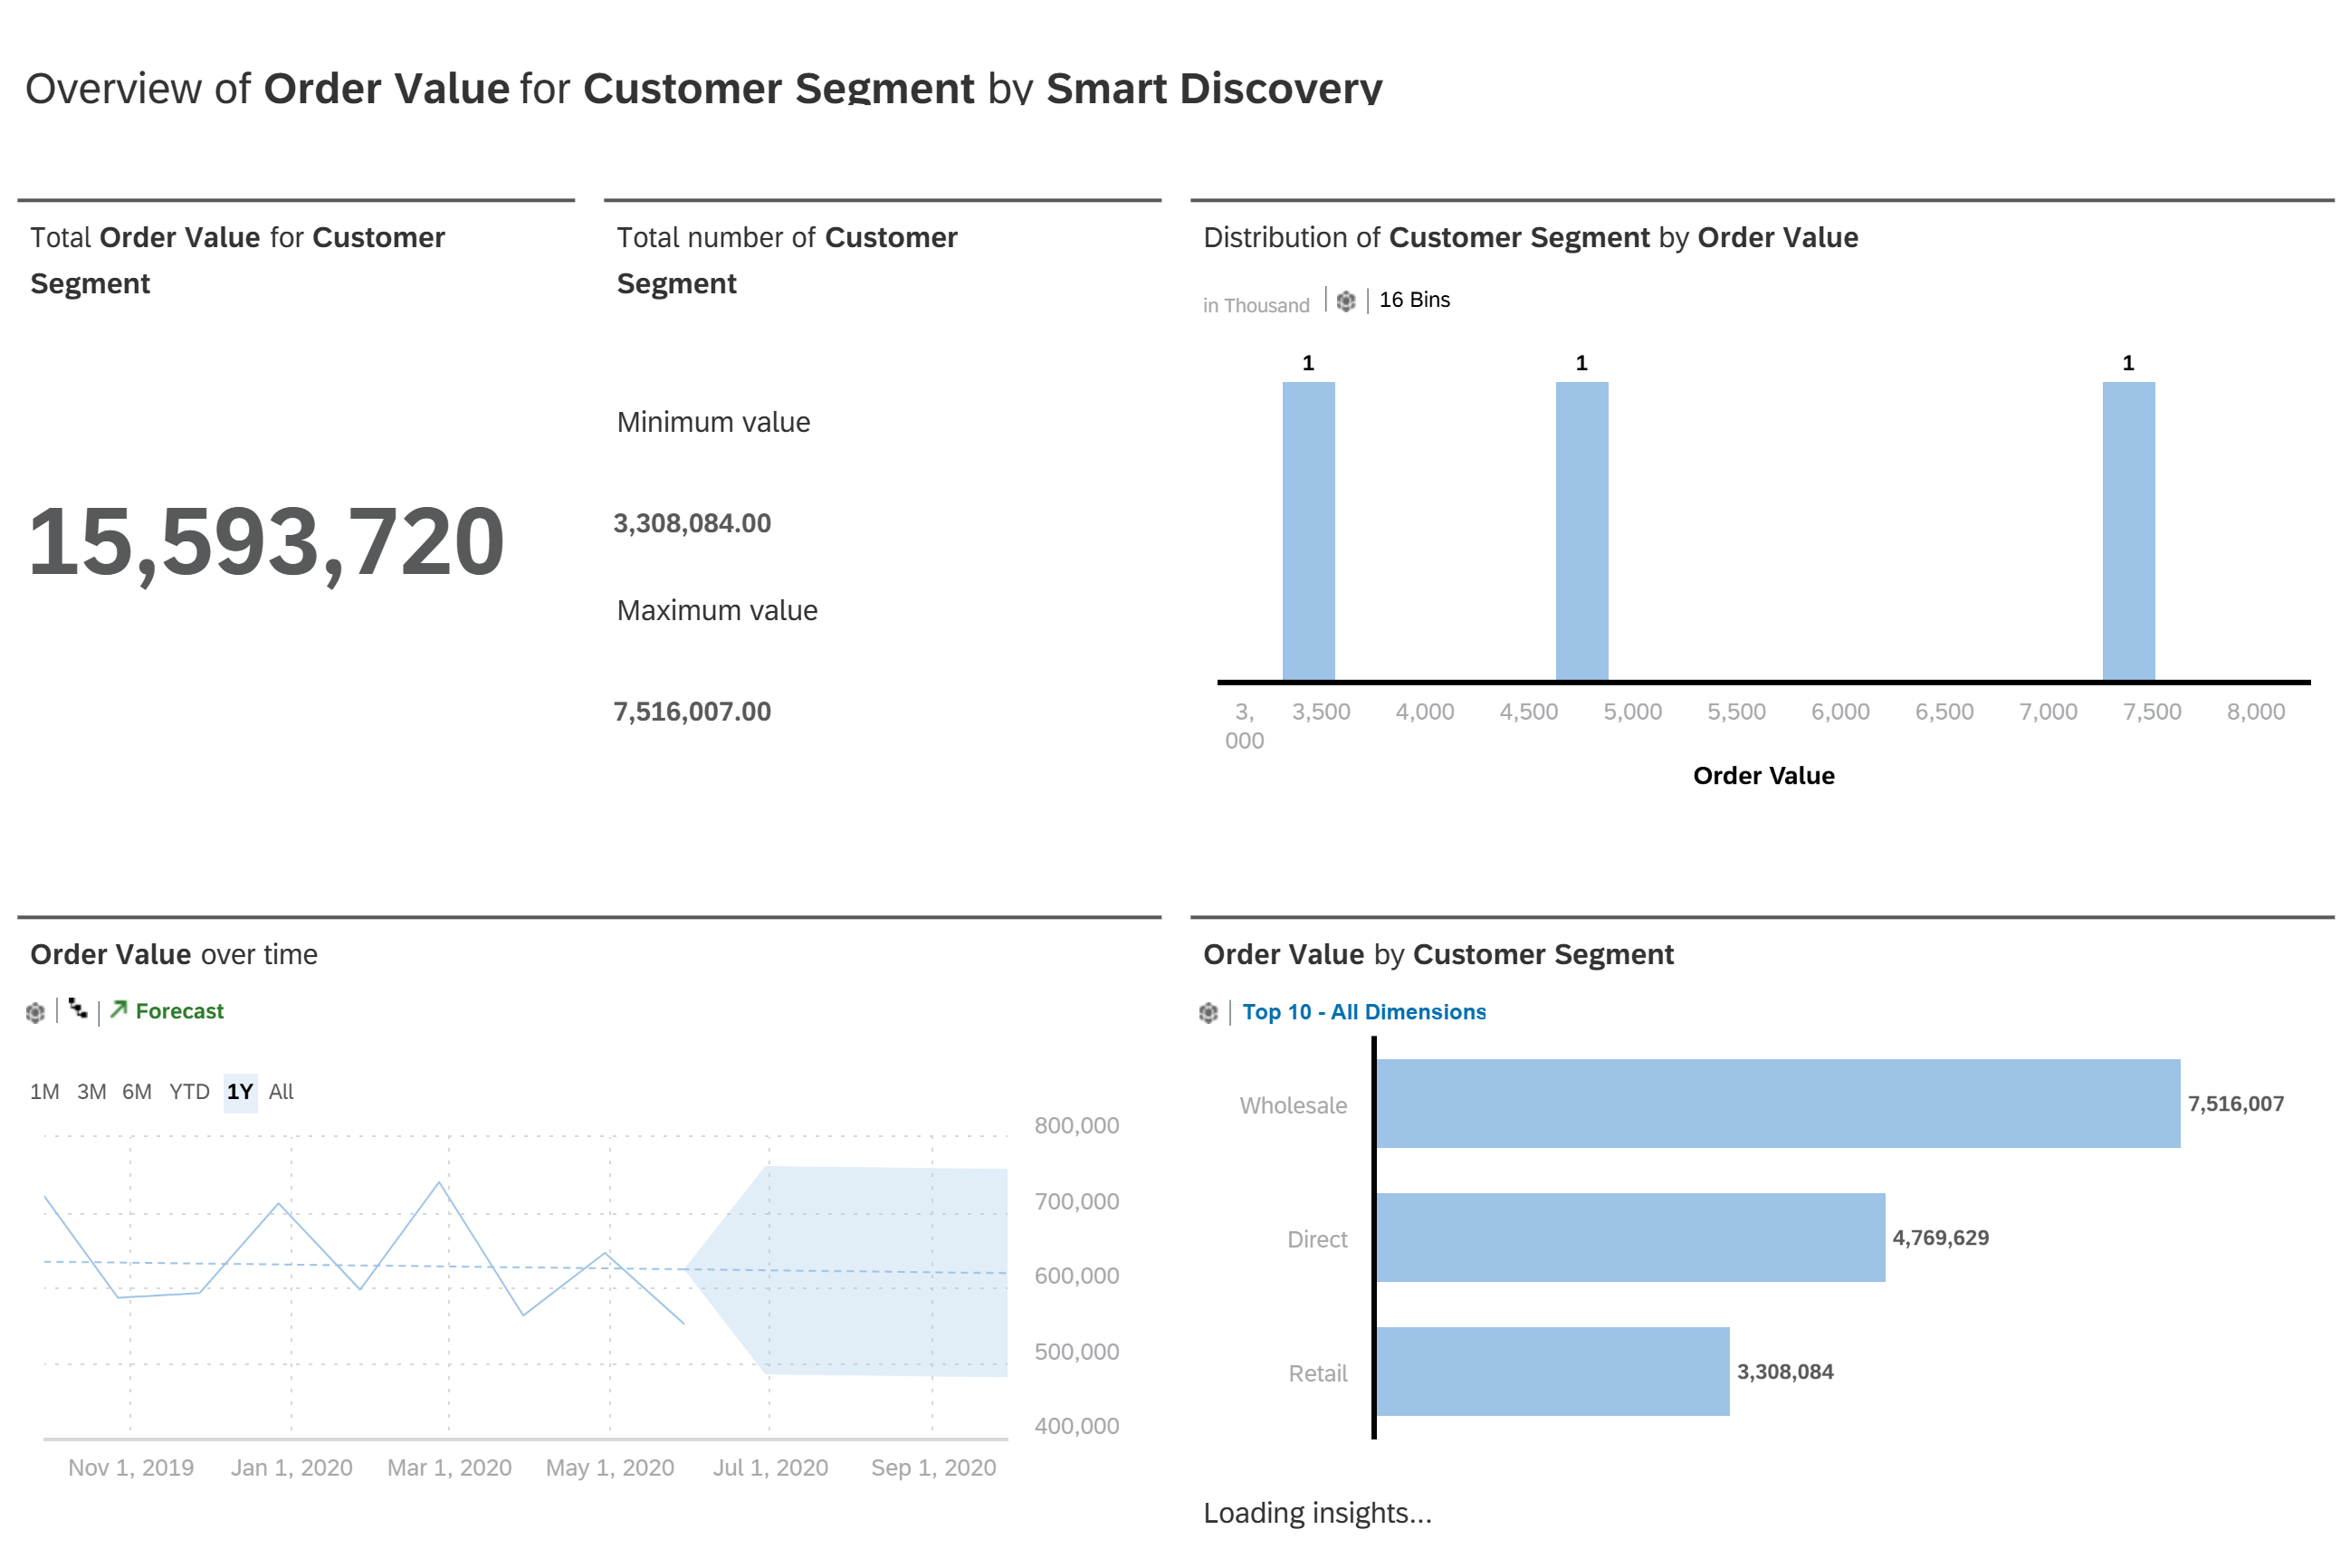 Overview of Order Value for Customer Segment by Smart Discovery
Total Order Value for Customer
Segment
15,593,720
Total number of Customer
Segment
Minimum value
3,308,084.00
Maximum value
7,516,007.00
Distribution of Customer Segment by Order Value
in Thousand | | 16 Bins
1 1 1
3, 3,500 4,000 4,500 5,000 5,500 6,000 6,500 7,000 7,500 8,000
000
Order Value
Order Value over time
Forecast
1M 3M 6M YTD 1Y All
800,000
700,000
600,000
500,000
400,000
Nov 1, 2019 Jan 1, 2020 Mar 1, 2020 May 1, 2020 Jul 1, 2020 Sep 1, 2020
Order Value by Customer Segment
Top 10 - All Dimensions
Wholesale 7,516,007
Direct 4,769,629
Retail 3,308,084
Loading insights...